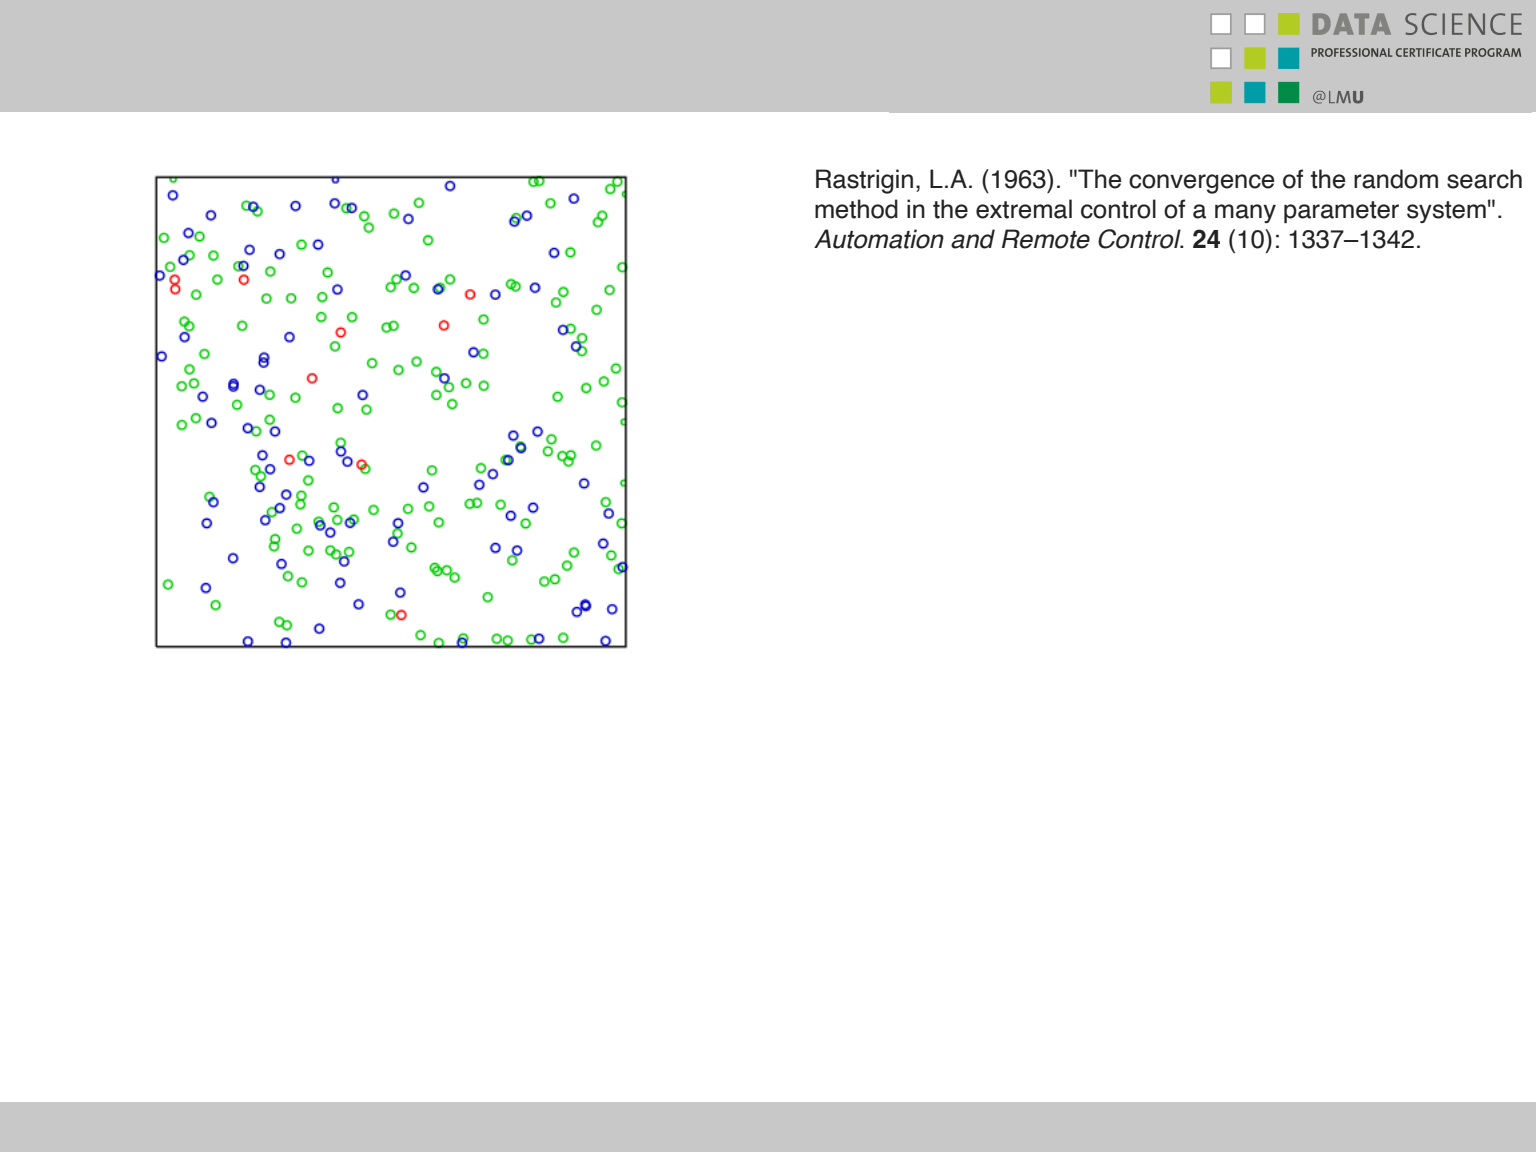 DATA SCIENCE
PROFESSIONAL CERTIFICATE PROGRAM
@LMU
Rastrigin, L.A. (1963). "The convergence of the random search
method in the extremal control of a many parameter system".
Automation and Remote Control. 24 (10): 1337–1342.